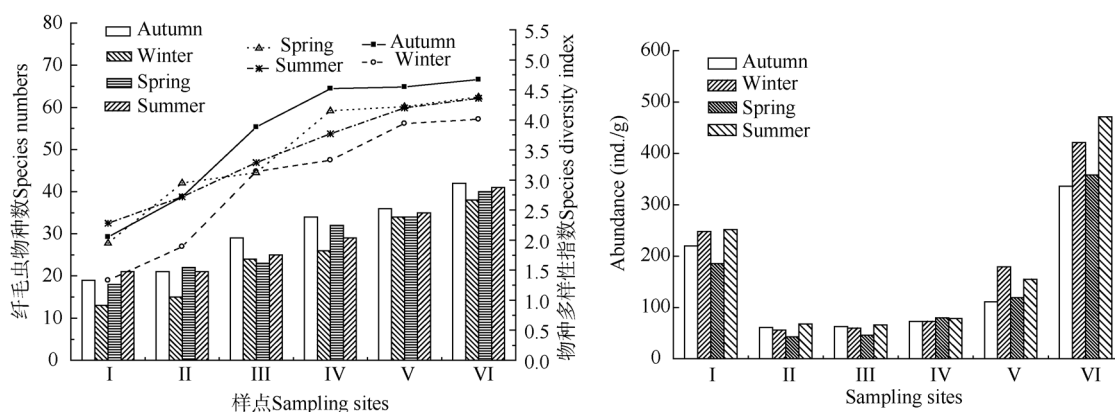 纤毛虫物种数Species numbers
80
70
60
50
40
30
20
10
0
Autumn
Winter
Spring
Summer
Spring
Summer
Autumn
Winter
5.5
5.0
4.5
4.0
3.5
3.0
2.5
2.0
1.5
1.0
0.5
0.0
物种多样性指数Species diversity index
I II III IV V VI
样点Sampling sites
Abundance (ind./g)
600
500
400
300
200
100
0
Autumn
Winter
Spring
Summer
I II III IV V VI
Sampling sites